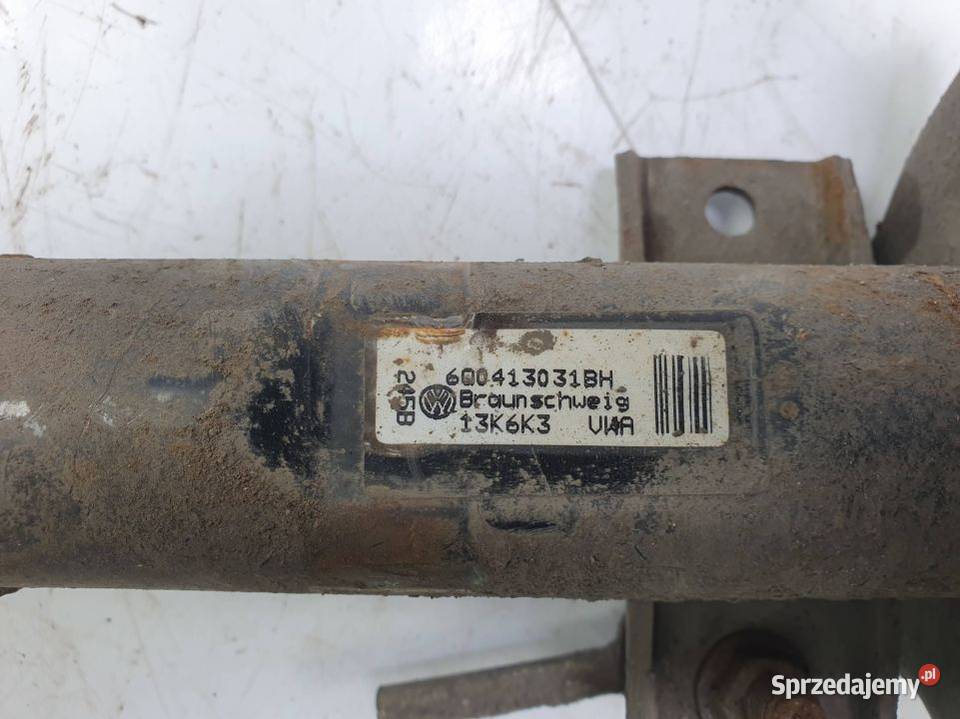 6Q0413031BH
Braunschweig
13K6K3 VWA
245B
Sprzedajemy.pl